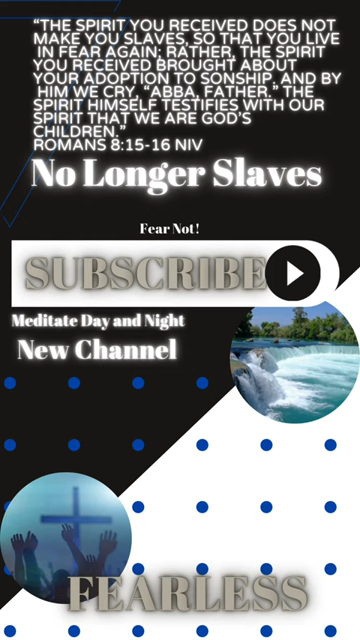 “THE SPIRIT YOU RECEIVED DOES NOT
MAKE YOU SLAVES, SO THAT YOU LIVE
IN FEAR AGAIN; RATHER, THE SPIRIT
YOU RECEIVED BROUGHT ABOUT
YOUR ADOPTION TO SONSHIP. AND BY
HIM WE CRY, “ABBA, FATHER.” THE
SPIRIT HIMSELF TESTIFIES WITH OUR
SPIRIT THAT WE ARE GOD’S
CHILDREN.”
ROMANS 8:15-16 NIV
No Longer Slaves
Fear Not!
SUBSCRIBE
Meditate Day and Night
New Channel
FEARLESS